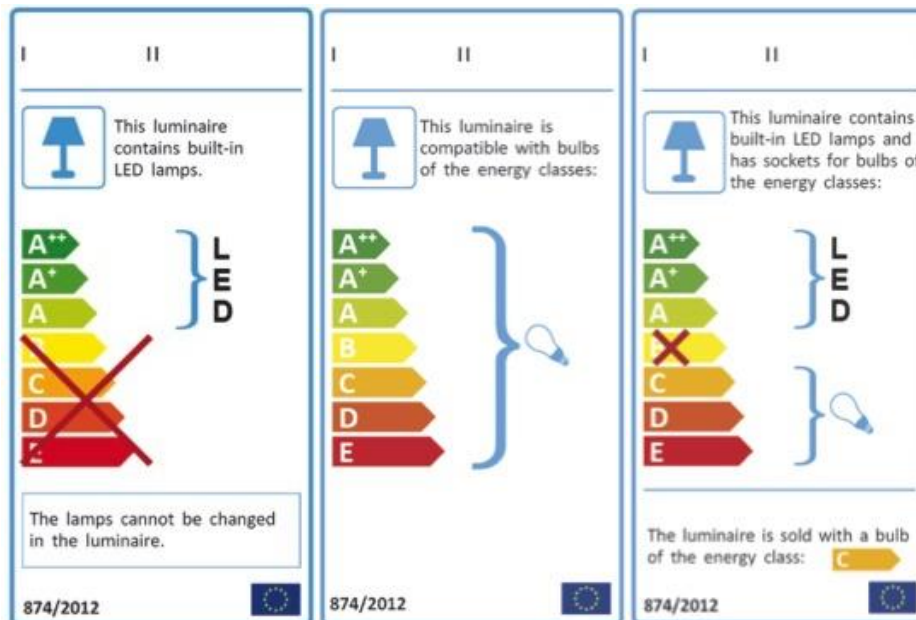 I II
This luminaire
contains built-in
LED lamps.
A++
A+
A
B
C
D
E
L
E
D
The lamps cannot be changed
in the luminaire.
874/2012
I II
This luminaire is
compatible with bulbs
of the energy classes:
A++
A+
A
B
C
D
E
874/2012
I II
This luminaire contains
built-in LED lamps and
has sockets for bulbs of
the energy classes:
A++
A+
A
C
D
E
L
E
D
The luminaire is sold with a bulb
of the energy class: C
874/2012